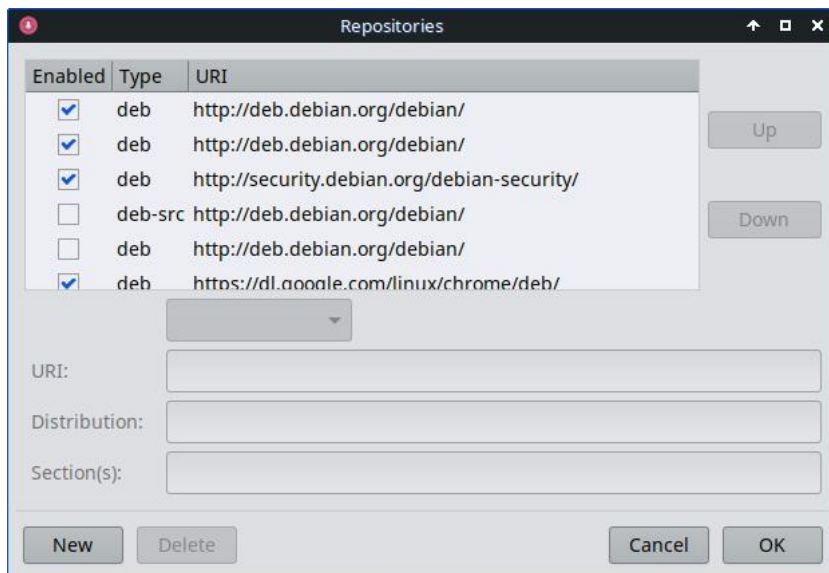 Repositories
Enabled Type URI
deb http://deb.debian.org/debian/
deb http://deb.debian.org/debian/
deb http://security.debian.org/debian-security/
deb-src http://deb.debian.org/debian/
deb http://deb.debian.org/debian/
deb https://dl.google.com/linux/chrome/deb/
Up
Down
URI:
Distribution:
Section(s):
New Delete Cancel OK